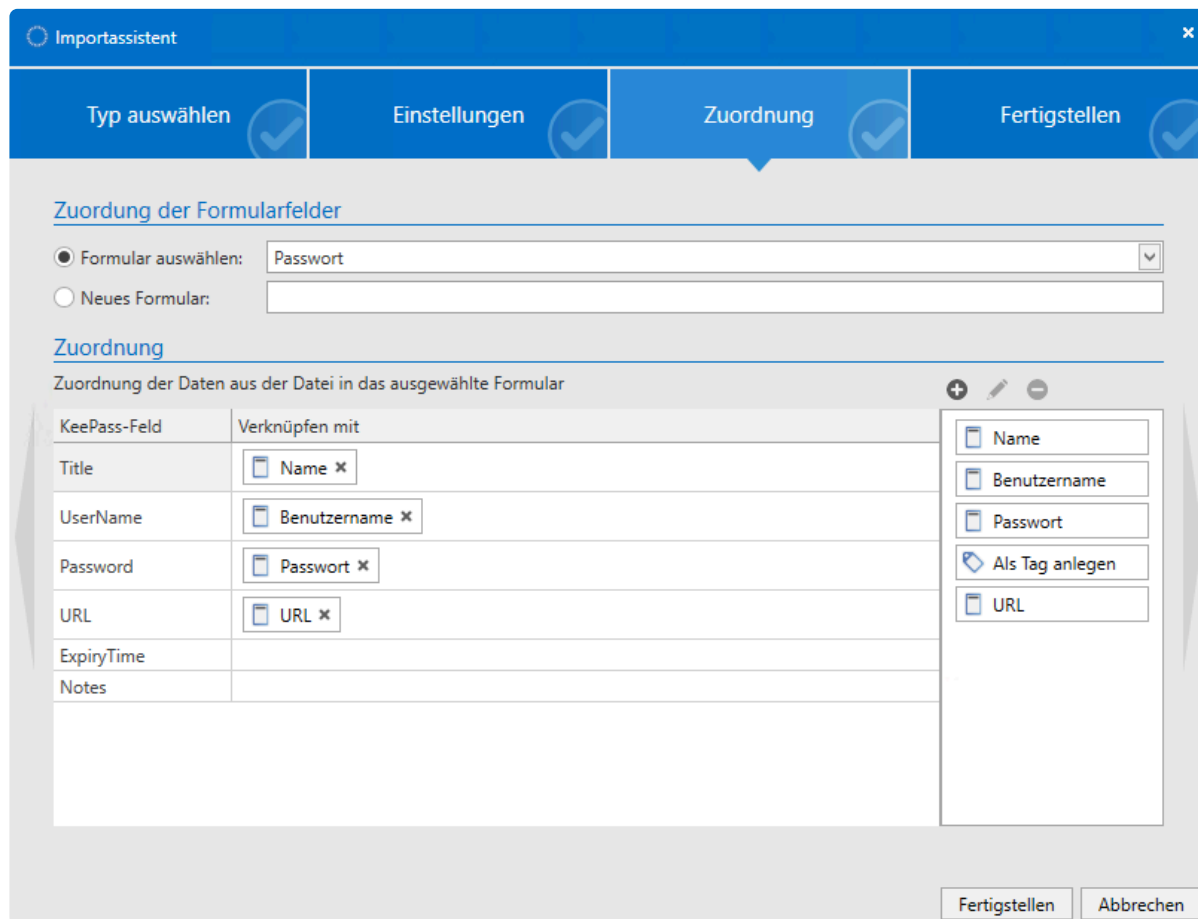 Importassistent
Typ auswählen Einstellungen Zuordnung Fertigstellen
Zuordung der Formularfelder
Formular auswählen: Passwort
Neues Formular:
Zuordnung
Zuordnung der Daten aus der Datei in das ausgewählte Formular
KeePass-Feld Verknüpfen mit
Title Name
UserName Benutzername
Password Passwort
URL URL
ExpiryTime
Notes
Name
Benutzername
Passwort
Als Tag anlegen
URL
Fertigstellen Abbrechen